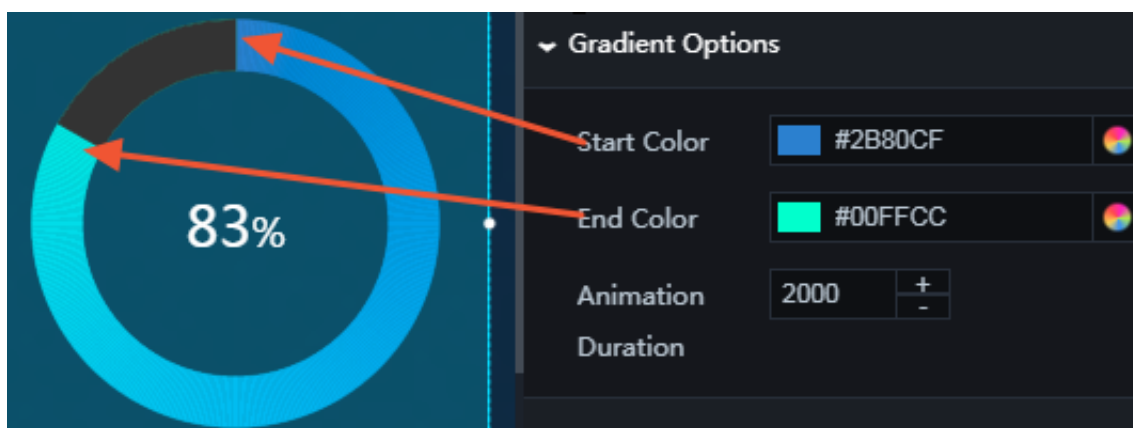 83%
Gradient Options
Start Color #2B80CF
End Color #00FFCC
Animation 2000 + -
Duration